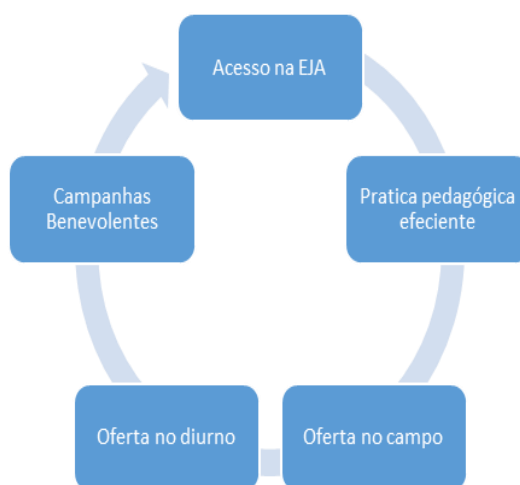 Acesso na EJA
Pratica pedagógica
efeciente
Oferta no campo
Oferta no diurno
Campanhas
Benevolentes